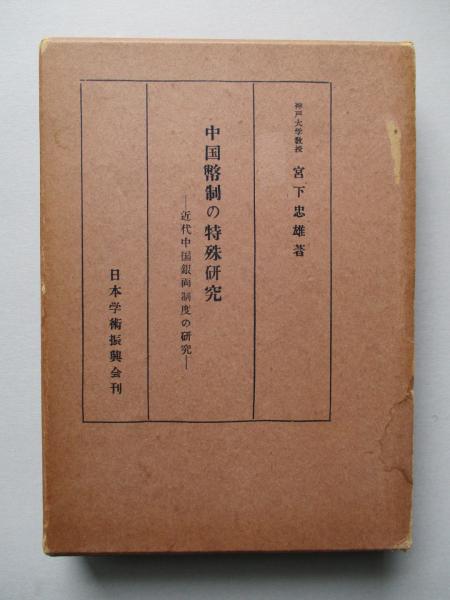 神戸大学教授 宮下忠雄著
中国幣制の特殊研究
―近代中国銀両制度の研究―
日本学術振興会刊